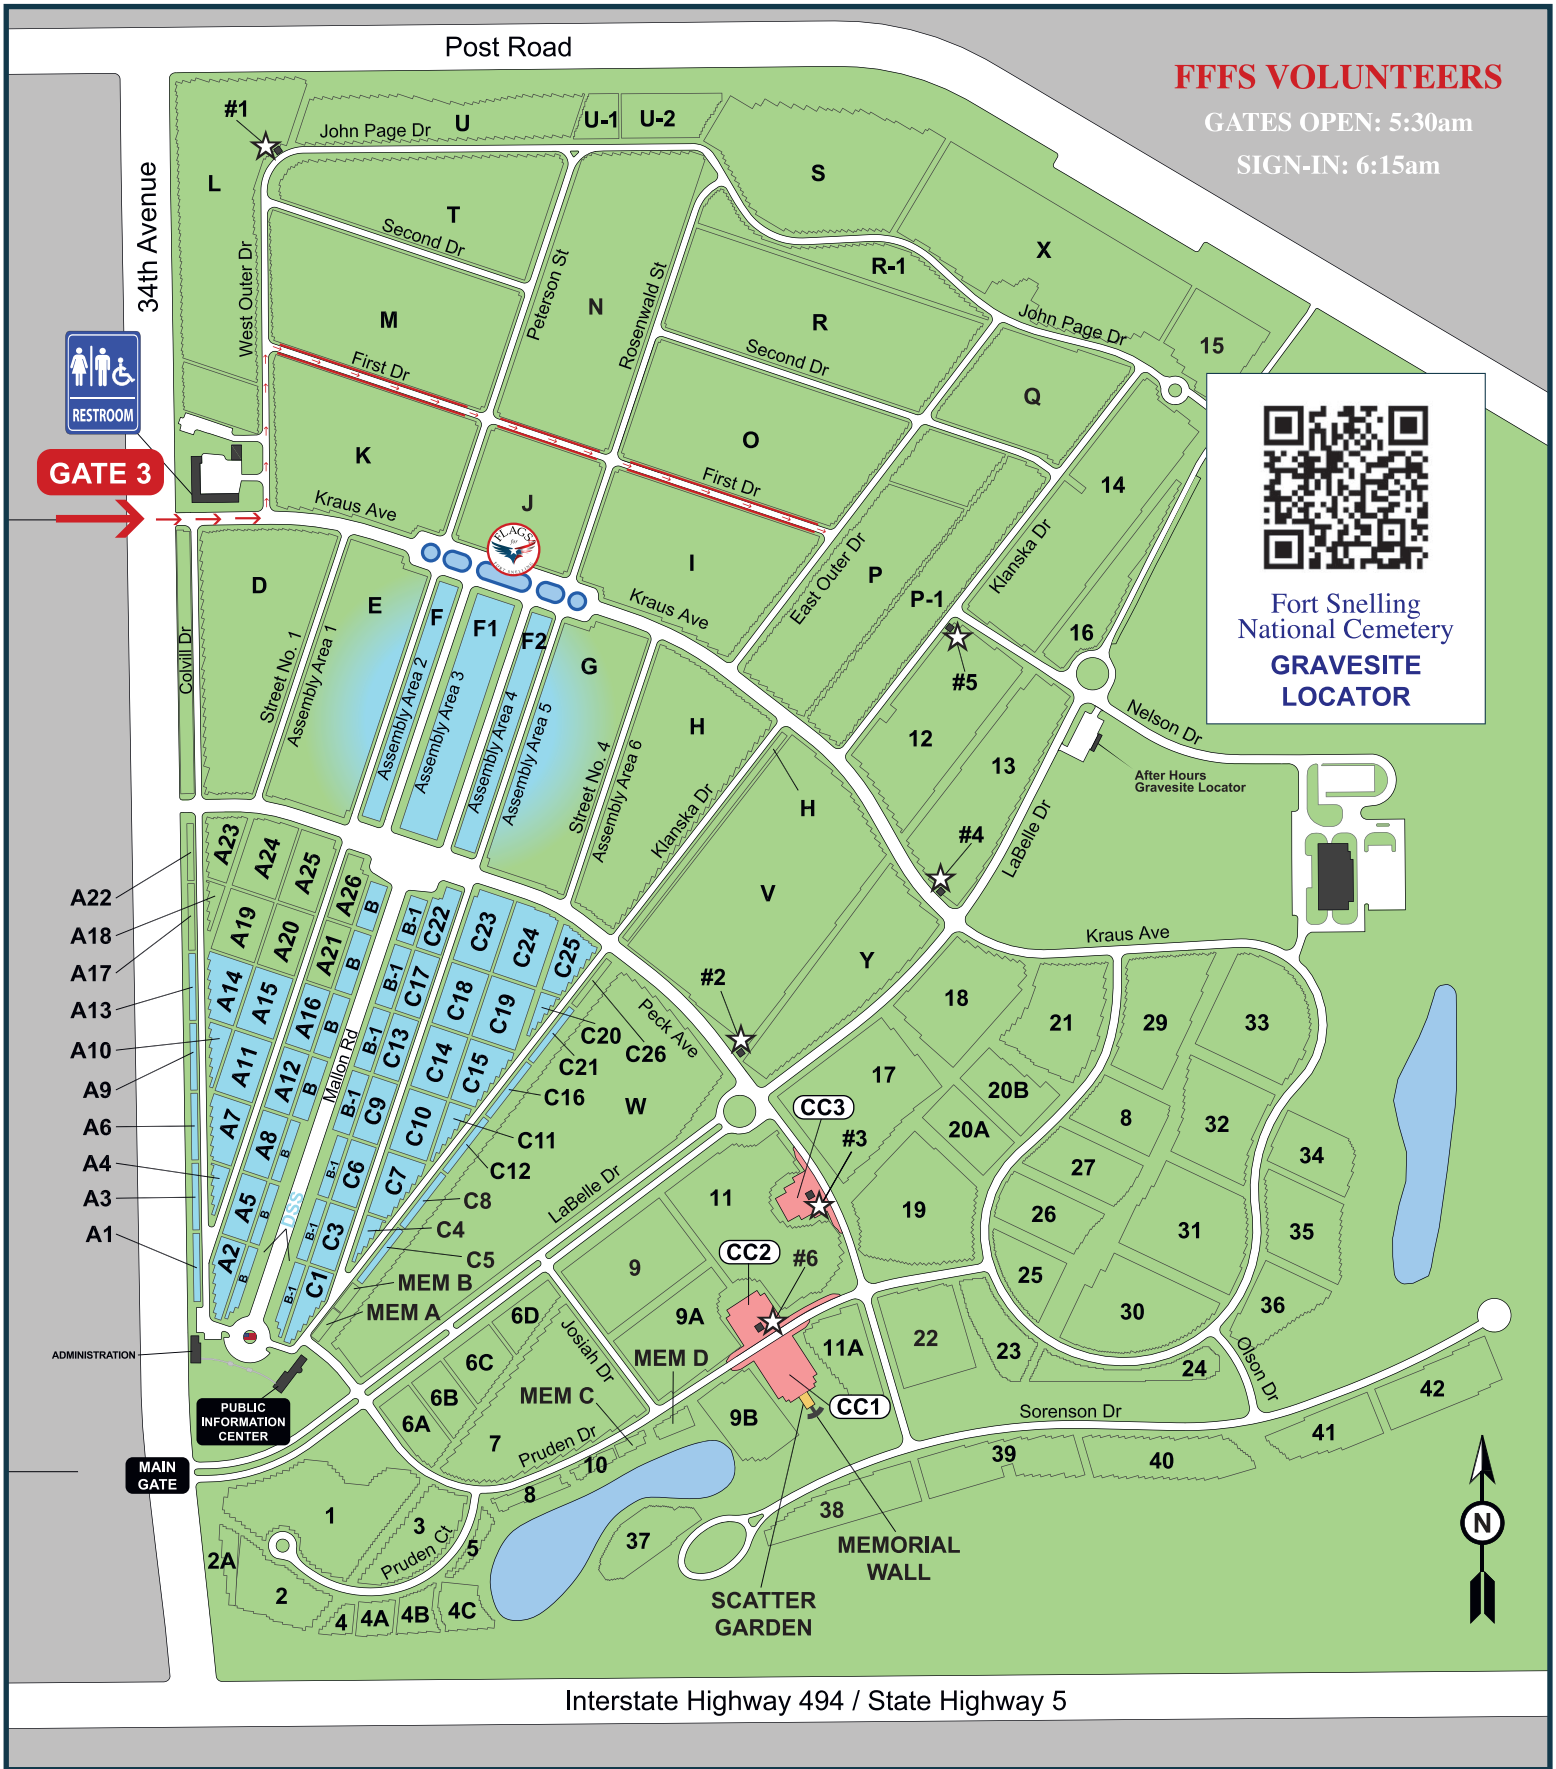 Post Road
FFFS VOLUNTEERS
GATES OPEN: 5:30am
SIGN-IN: 6:15am
#1
John Page Dr
U
U-1
U-2
34th Avenue
L
T
Second Dr
S
X
R-1
West Outer Dr
M
Peterson St
N
Rosenwald St
R
John Page Dr
15
First Dr
Second Dr
Q
RESTROOM
GATE 3
K
O
Kraus Ave
J
First Dr
14
FLAGS
for
FORT SNELLING
Fort Snelling
National Cemetery
GRAVESITE
LOCATOR
Colvill Dr
D
Street No. 1
Assembly Area 1
E
Assembly Area 2
F
F1
Assembly Area 3
F2
Assembly Area 4
Assembly Area 5
G
Street No. 4
Assembly Area 6
I
Kraus Ave
East Outer Dr
P
P-1
Klanska Dr
16
#5
Nelson Dr
H
Klanska Dr
H
12
13
After Hours
Gravesite Locator
#4
LaBelle Dr
V
Y
Kraus Ave
#2
A22
A18
A17
A13
A10
A9
A6
A4
A3
A1
A23
A24
A25
A26
B
A19
A20
A21
B
A14
A15
A16
B
A11
A12
B
A7
A8
B
A5
B
A2
B
Mallon Rd
DSS
B-1
C22
C23
C24
C25
B-1
C17
C18
C19
B-1
C13
C14
C15
B-1
C9
C10
B-1
C6
C7
B-1
C3
B-1
C1
C20
C26
C21
C16
C11
C12
C8
C4
C5
MEM B
MEM A
Peck Ave
W
LaBelle Dr
18
21
29
33
17
20B
20A
8
32
34
CC3
#3
27
11
19
26
31
35
CC2
#6
9
25
30
36
9A
6D
6C
6B
6A
Josiah Dr
MEM D
11A
22
23
24
Olson Dr
ADMINISTRATION
PUBLIC
INFORMATION
CENTER
MEM C
CC1
9B
42
7
Pruden Dr
Sorenson Dr
41
MAIN
GATE
10
39
40
8
38
1
3
Pruden Ct
5
37
MEMORIAL
WALL
N
2A
2
4
4A
4B
4C
SCATTER
GARDEN
Interstate Highway 494 / State Highway 5